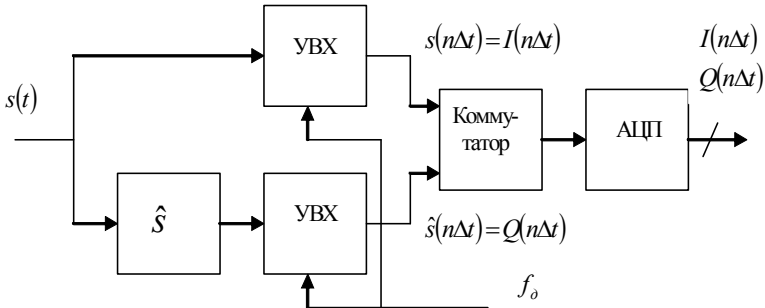 УВХ
s(nΔt)=I(nΔt)
I(nΔt)
Q(nΔt)
s(t)
Комму-
татор
АЦП
ŝ
УВХ
ŝ(nΔt)=Q(nΔt)
f_д